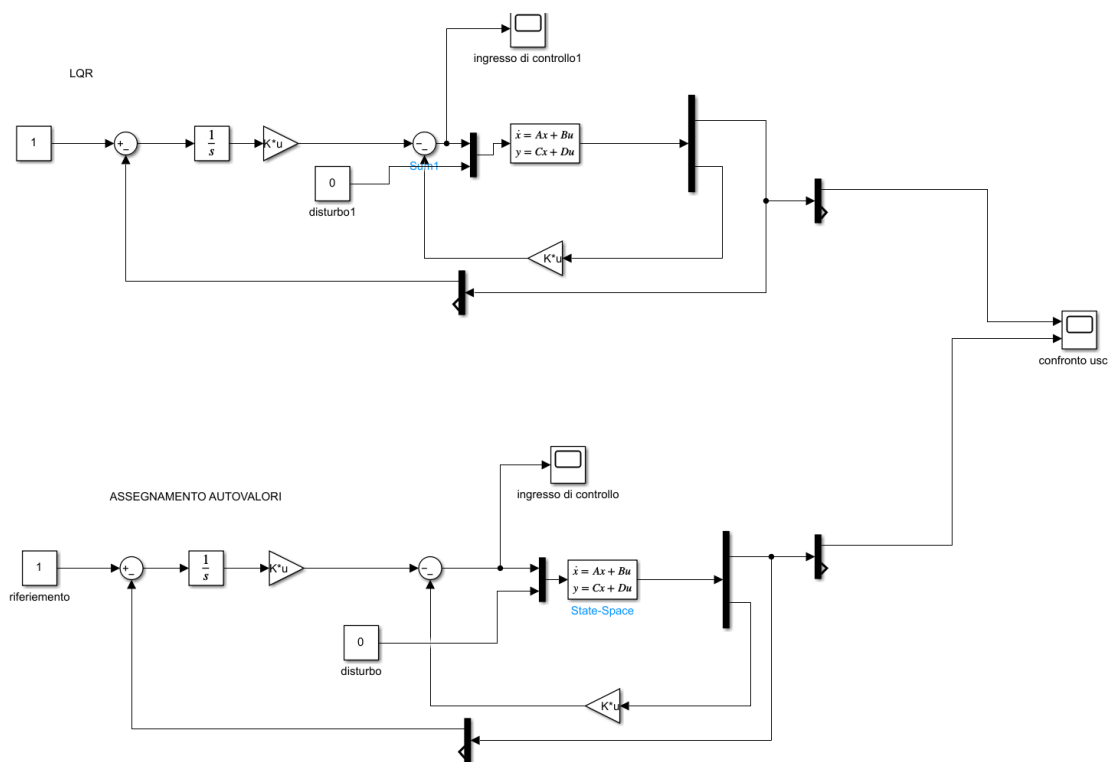 ingresso di controllo1
LQR
1
+
−
1
s
K*u
−
−
Sum1
ẋ = Ax + Bu
y = Cx + Du
0
disturbo1
K*u
confronto usc
ingresso di controllo
ASSEGNAMENTO AUTOVALORI
1
riferiemento
+
−
1
s
K*u
−
−
ẋ = Ax + Bu
y = Cx + Du
State-Space
0
disturbo
K*u